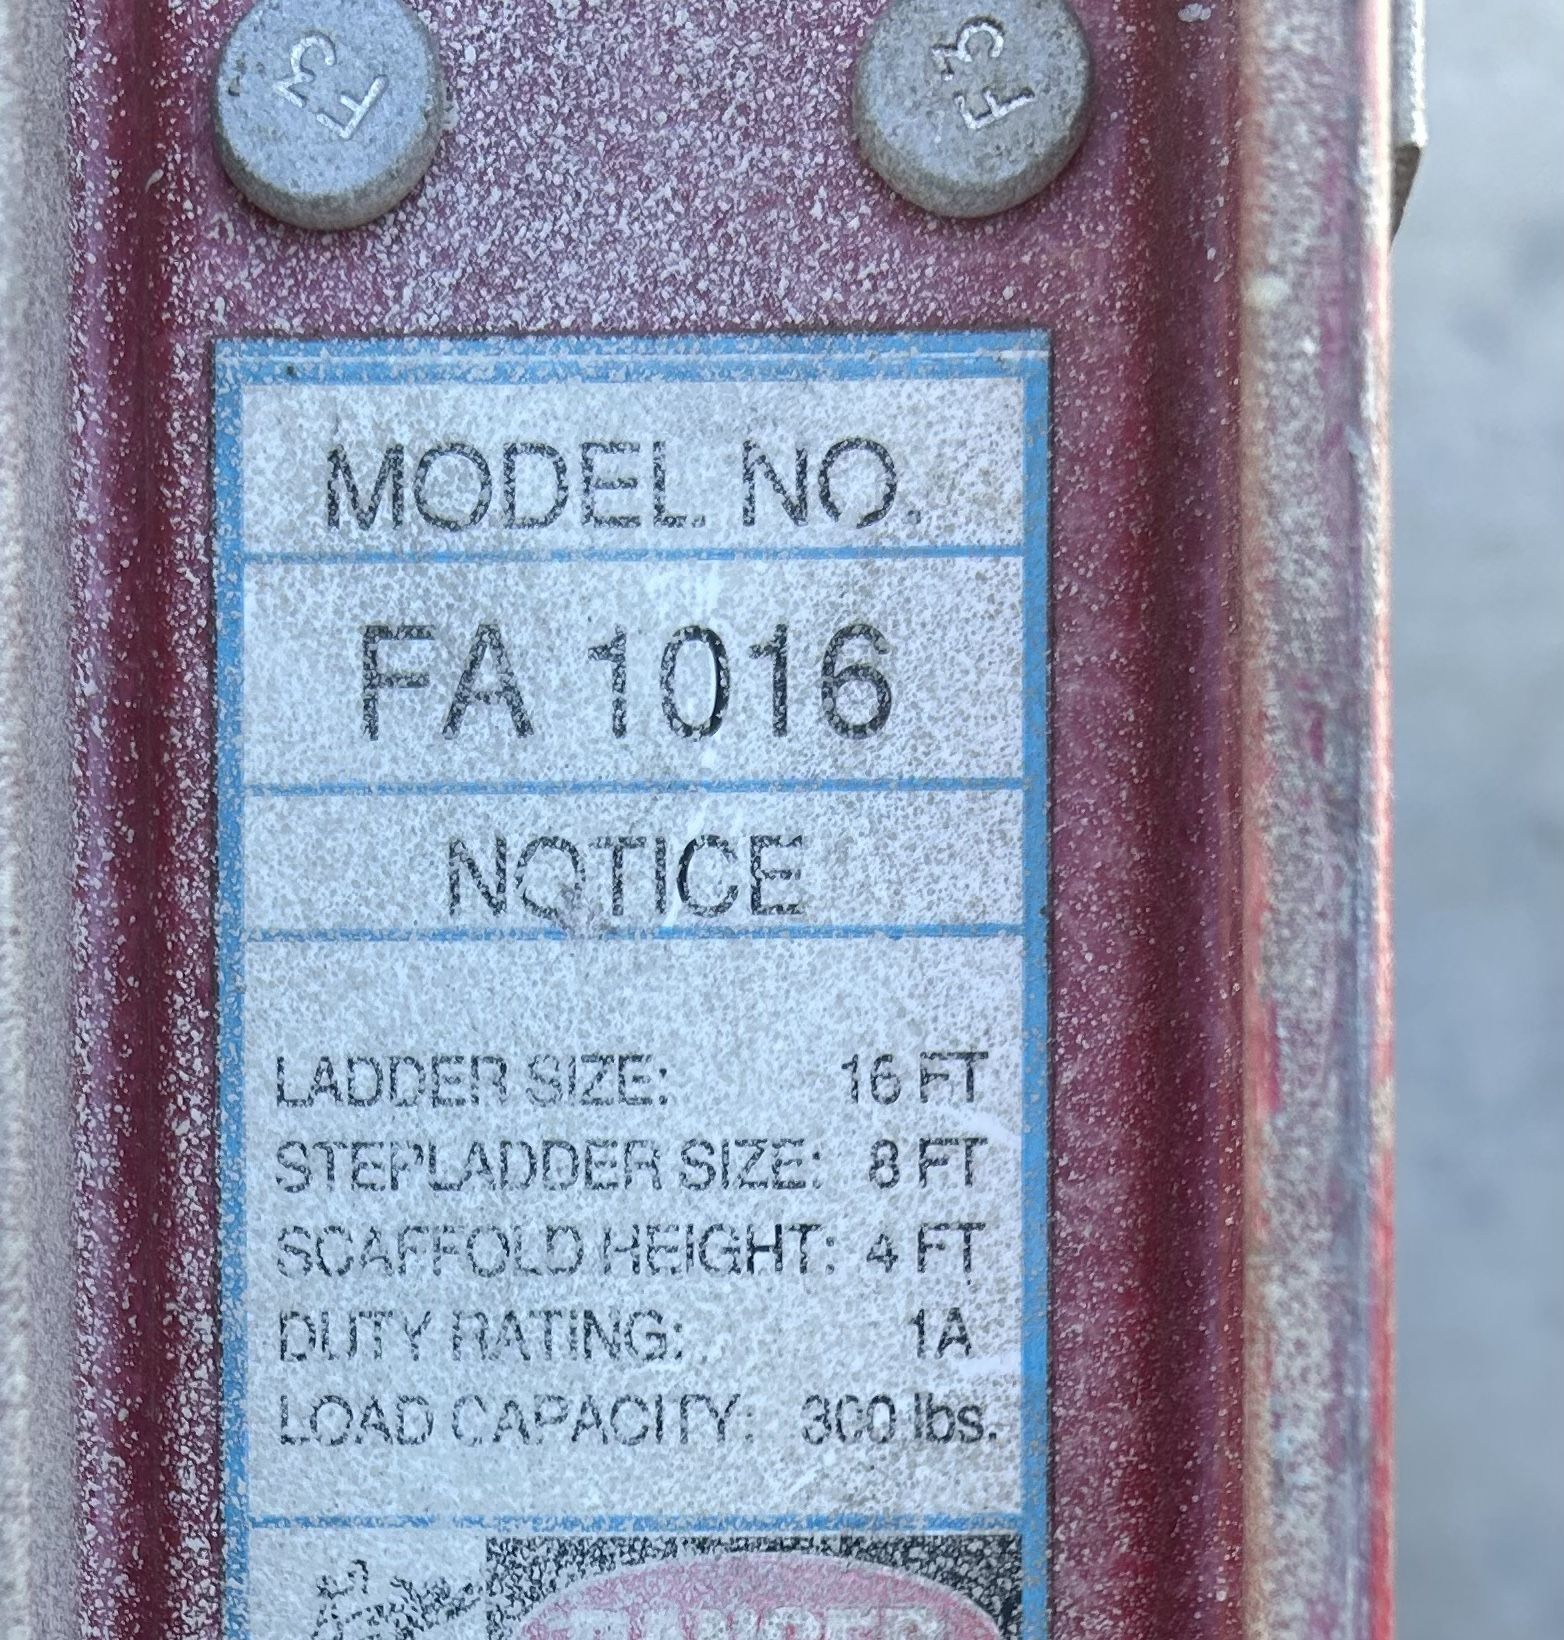 F3
F3
MODEL NO.
FA 1016
NOTICE
LADDER SIZE: 16 FT
STEPLADDER SIZE: 8 FT
SCAFFOLD HEIGHT: 4 FT
DUTY RATING: 1A
LOAD CAPACITY: 300 lbs.